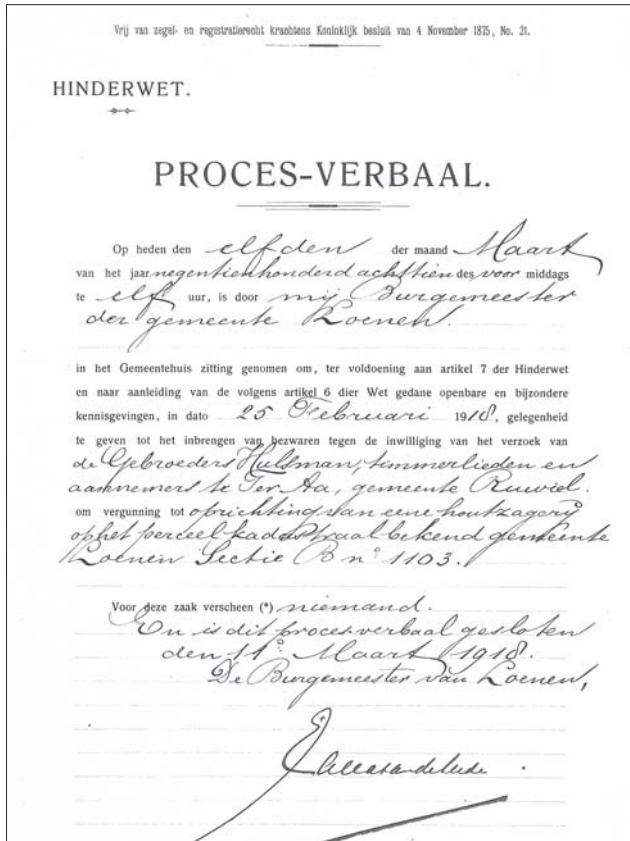 Vrij van zegel- en registratierecht krachtens Koninklijk besluit van 4 November 1875, No. 21.
HINDERWET.
PROCES-VERBAAL.
Op heden den elfden der maand Maart
van het jaar negentienhonderd achttien des voor middags
te elf uur, is door mij Burgemeester
der gemeente Loenen.
in het Gemeentehuis zitting genomen om, ter voldoening aan artikel 7 der Hinderwet
en naar aanleiding van de volgens artikel 6 dier Wet gedane openbare en bijzondere
kennisgevingen, in dato 25 Februari 1918, gelegenheid
te geven tot het inbrengen van bezwaren tegen de inwilliging van het verzoek van
de Gebroeders Hulsman, timmerlieden en
aannemers te Ter Aa, gemeente Ruwiel.
om vergunning tot oprichting van eene houtzagerij
op het perceel kadastraal bekend gemeente
Loenen Sectie B no 1103.
Voor deze zaak verscheen (*) niemand.
En is dit proces-verbaal gesloten
den 11e Maart 1918.
De Burgemeester van Loenen,